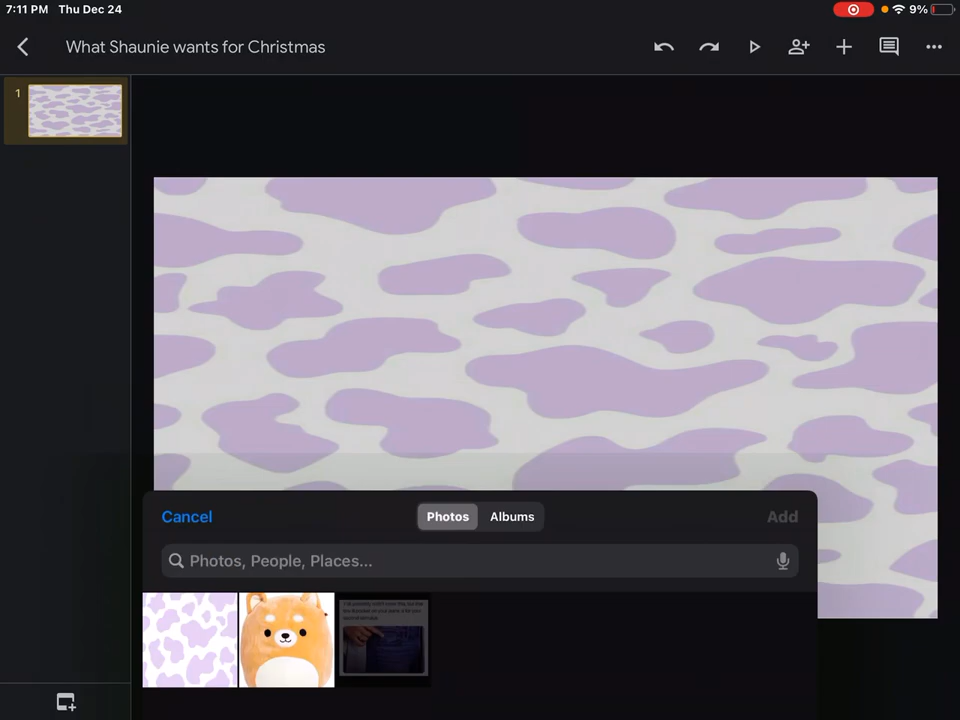 7:11 PM Thu Dec 24
9%
What Shaunie wants for Christmas
1
Cancel
Photos
Albums
Add
Photos, People, Places...